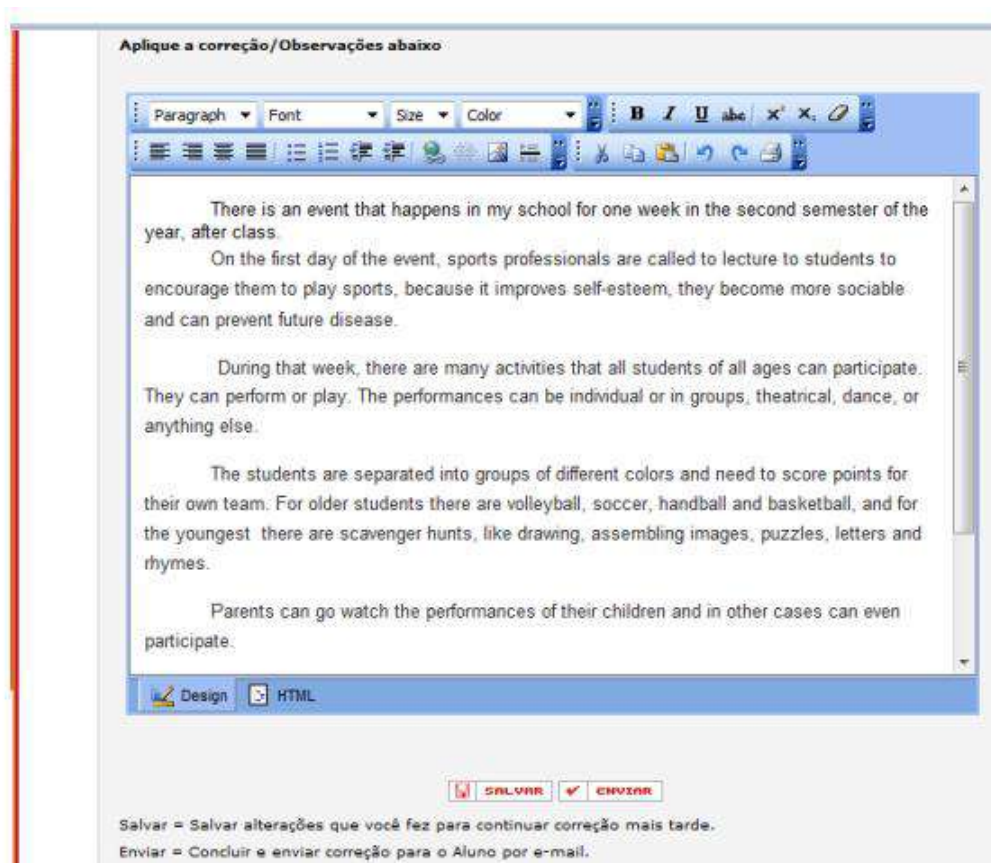 Aplique a correção/Observações abaixo
Paragraph Font Size Color B I U abc x² x₂
There is an event that happens in my school for one week in the second semester of the
year, after class.
On the first day of the event, sports professionals are called to lecture to students to
encourage them to play sports, because it improves self-esteem, they become more sociable
and can prevent future disease.
During that week, there are many activities that all students of all ages can participate.
They can perform or play. The performances can be individual or in groups, theatrical, dance, or
anything else.
The students are separated into groups of different colors and need to score points for
their own team. For older students there are volleyball, soccer, handball and basketball, and for
the youngest there are scavenger hunts, like drawing, assembling images, puzzles, letters and
rhymes.
Parents can go watch the performances of their children and in other cases can even
participate.
Design HTML
SALVAR ENVIAR
Salvar = Salvar alterações que você fez para continuar correção mais tarde.
Enviar = Concluir e enviar correção para o Aluno por e-mail.